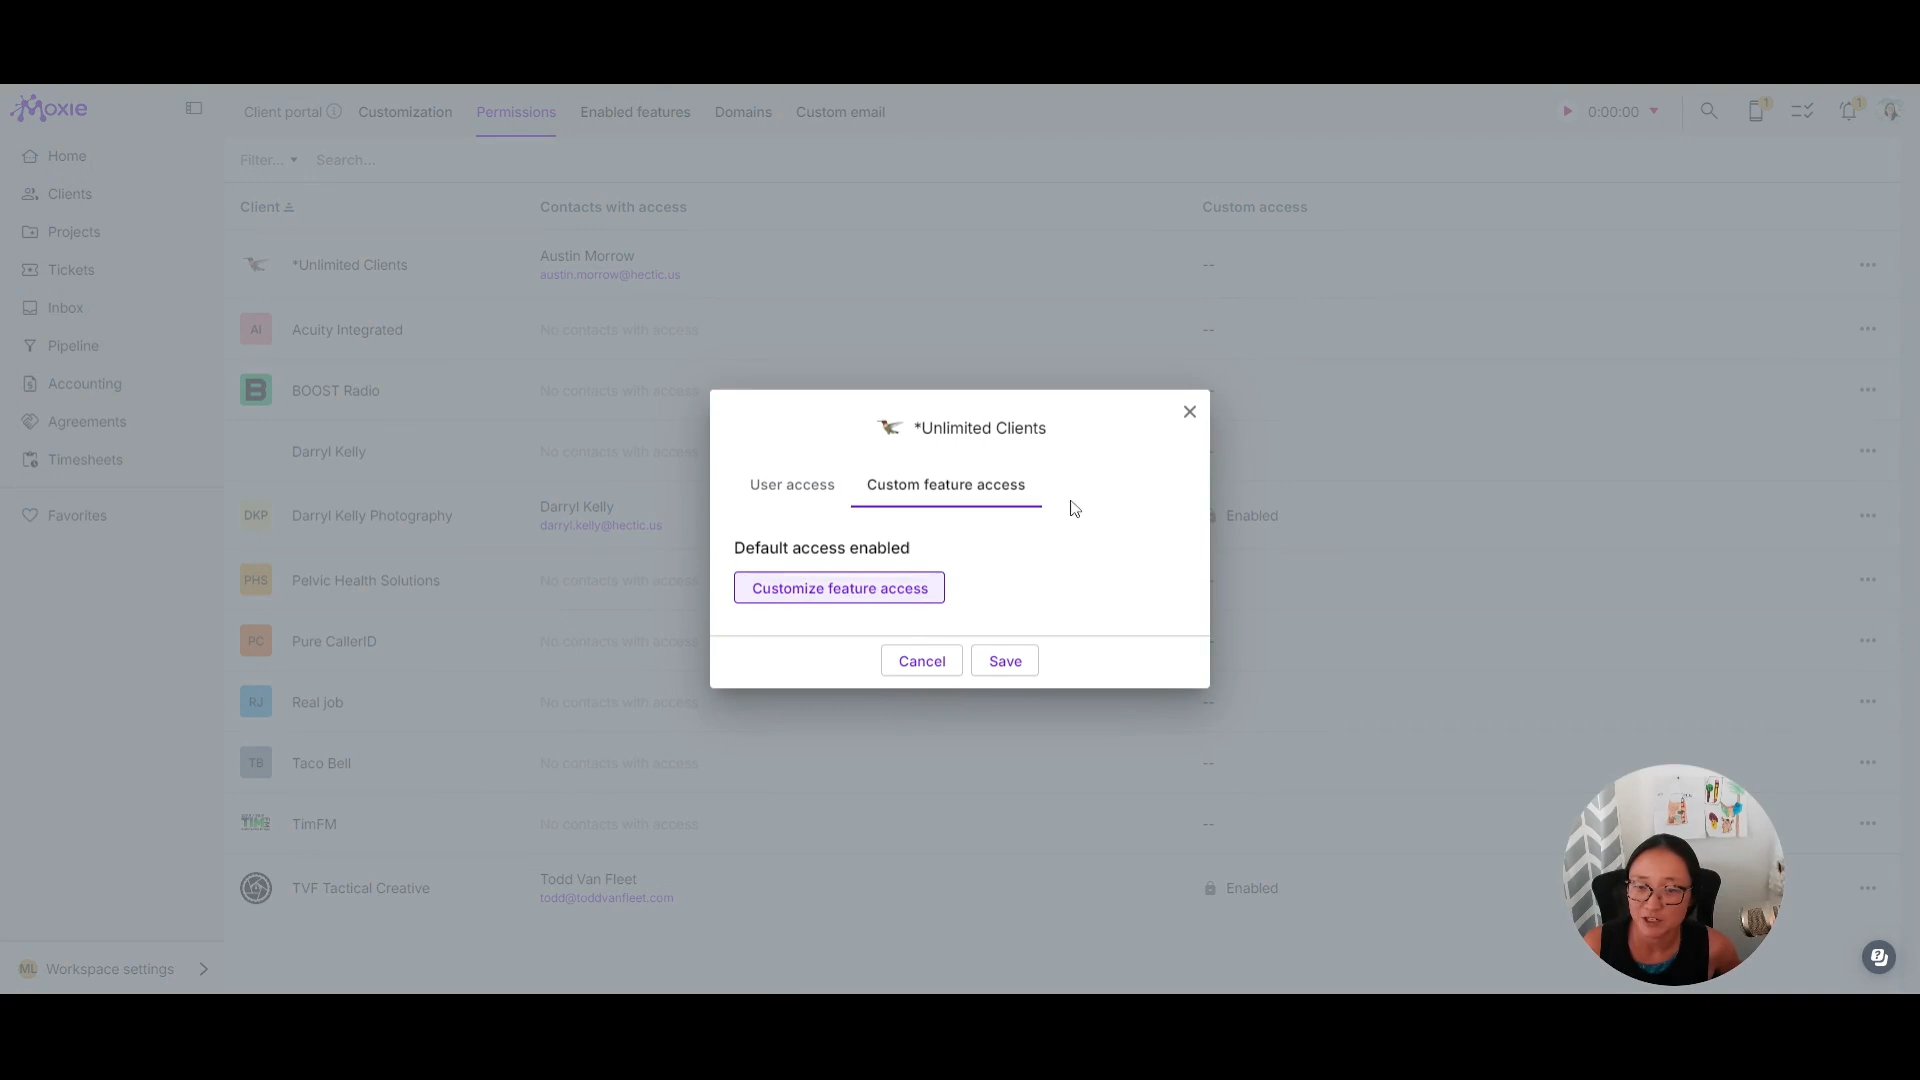 Moxie
Client portal Customization Permissions Enabled features Domains Custom email 0:00:00 1 1
Home
Clients
Projects
Tickets
Inbox
Pipeline
Accounting
Agreements
Timesheets
Favorites
ML Workspace settings
Filter... Search...
Client Contacts with access Custom access
*Unlimited Clients Austin Morrow --
austin.morrow@hectic.us
AI Acuity Integrated No contacts with access --
B BOOST Radio No contacts with access
Darryl Kelly No contacts with access
DKP Darryl Kelly Photography Darryl Kelly Enabled
darryl.kelly@hectic.us
PHS Pelvic Health Solutions No contacts with access
PC Pure CallerID No contacts with access
RJ Real job No contacts with access --
TB Taco Bell No contacts with access --
TIM TimFM No contacts with access --
TVF Tactical Creative Todd Van Fleet Enabled
todd@toddvanfleet.com
*Unlimited Clients
User access Custom feature access
Default access enabled
Customize feature access
Cancel Save